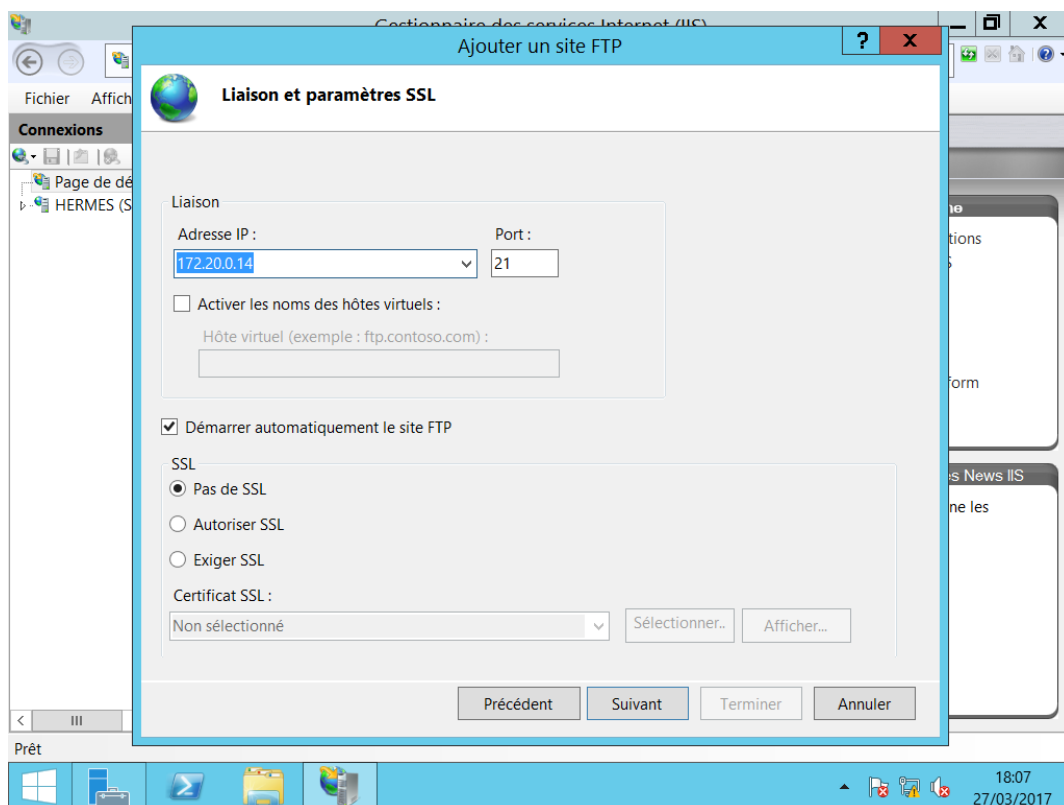 Gestionnaire des services Internet (IIS)
Ajouter un site FTP
?
X
X
Fichier
Affich
Liaison et paramètres SSL
Connexions
Page de dé
HERMES (S
Liaison
Adresse IP :
Port :
172.20.0.14
21
Activer les noms des hôtes virtuels :
Hôte virtuel (exemple : ftp.contoso.com) :
Démarrer automatiquement le site FTP
SSL
Pas de SSL
Autoriser SSL
Exiger SSL
Certificat SSL :
Non sélectionné
Sélectionner..
Afficher...
tions
form
s News IIS
ne les
Précédent
Suivant
Terminer
Annuler
Prêt
18:07
27/03/2017